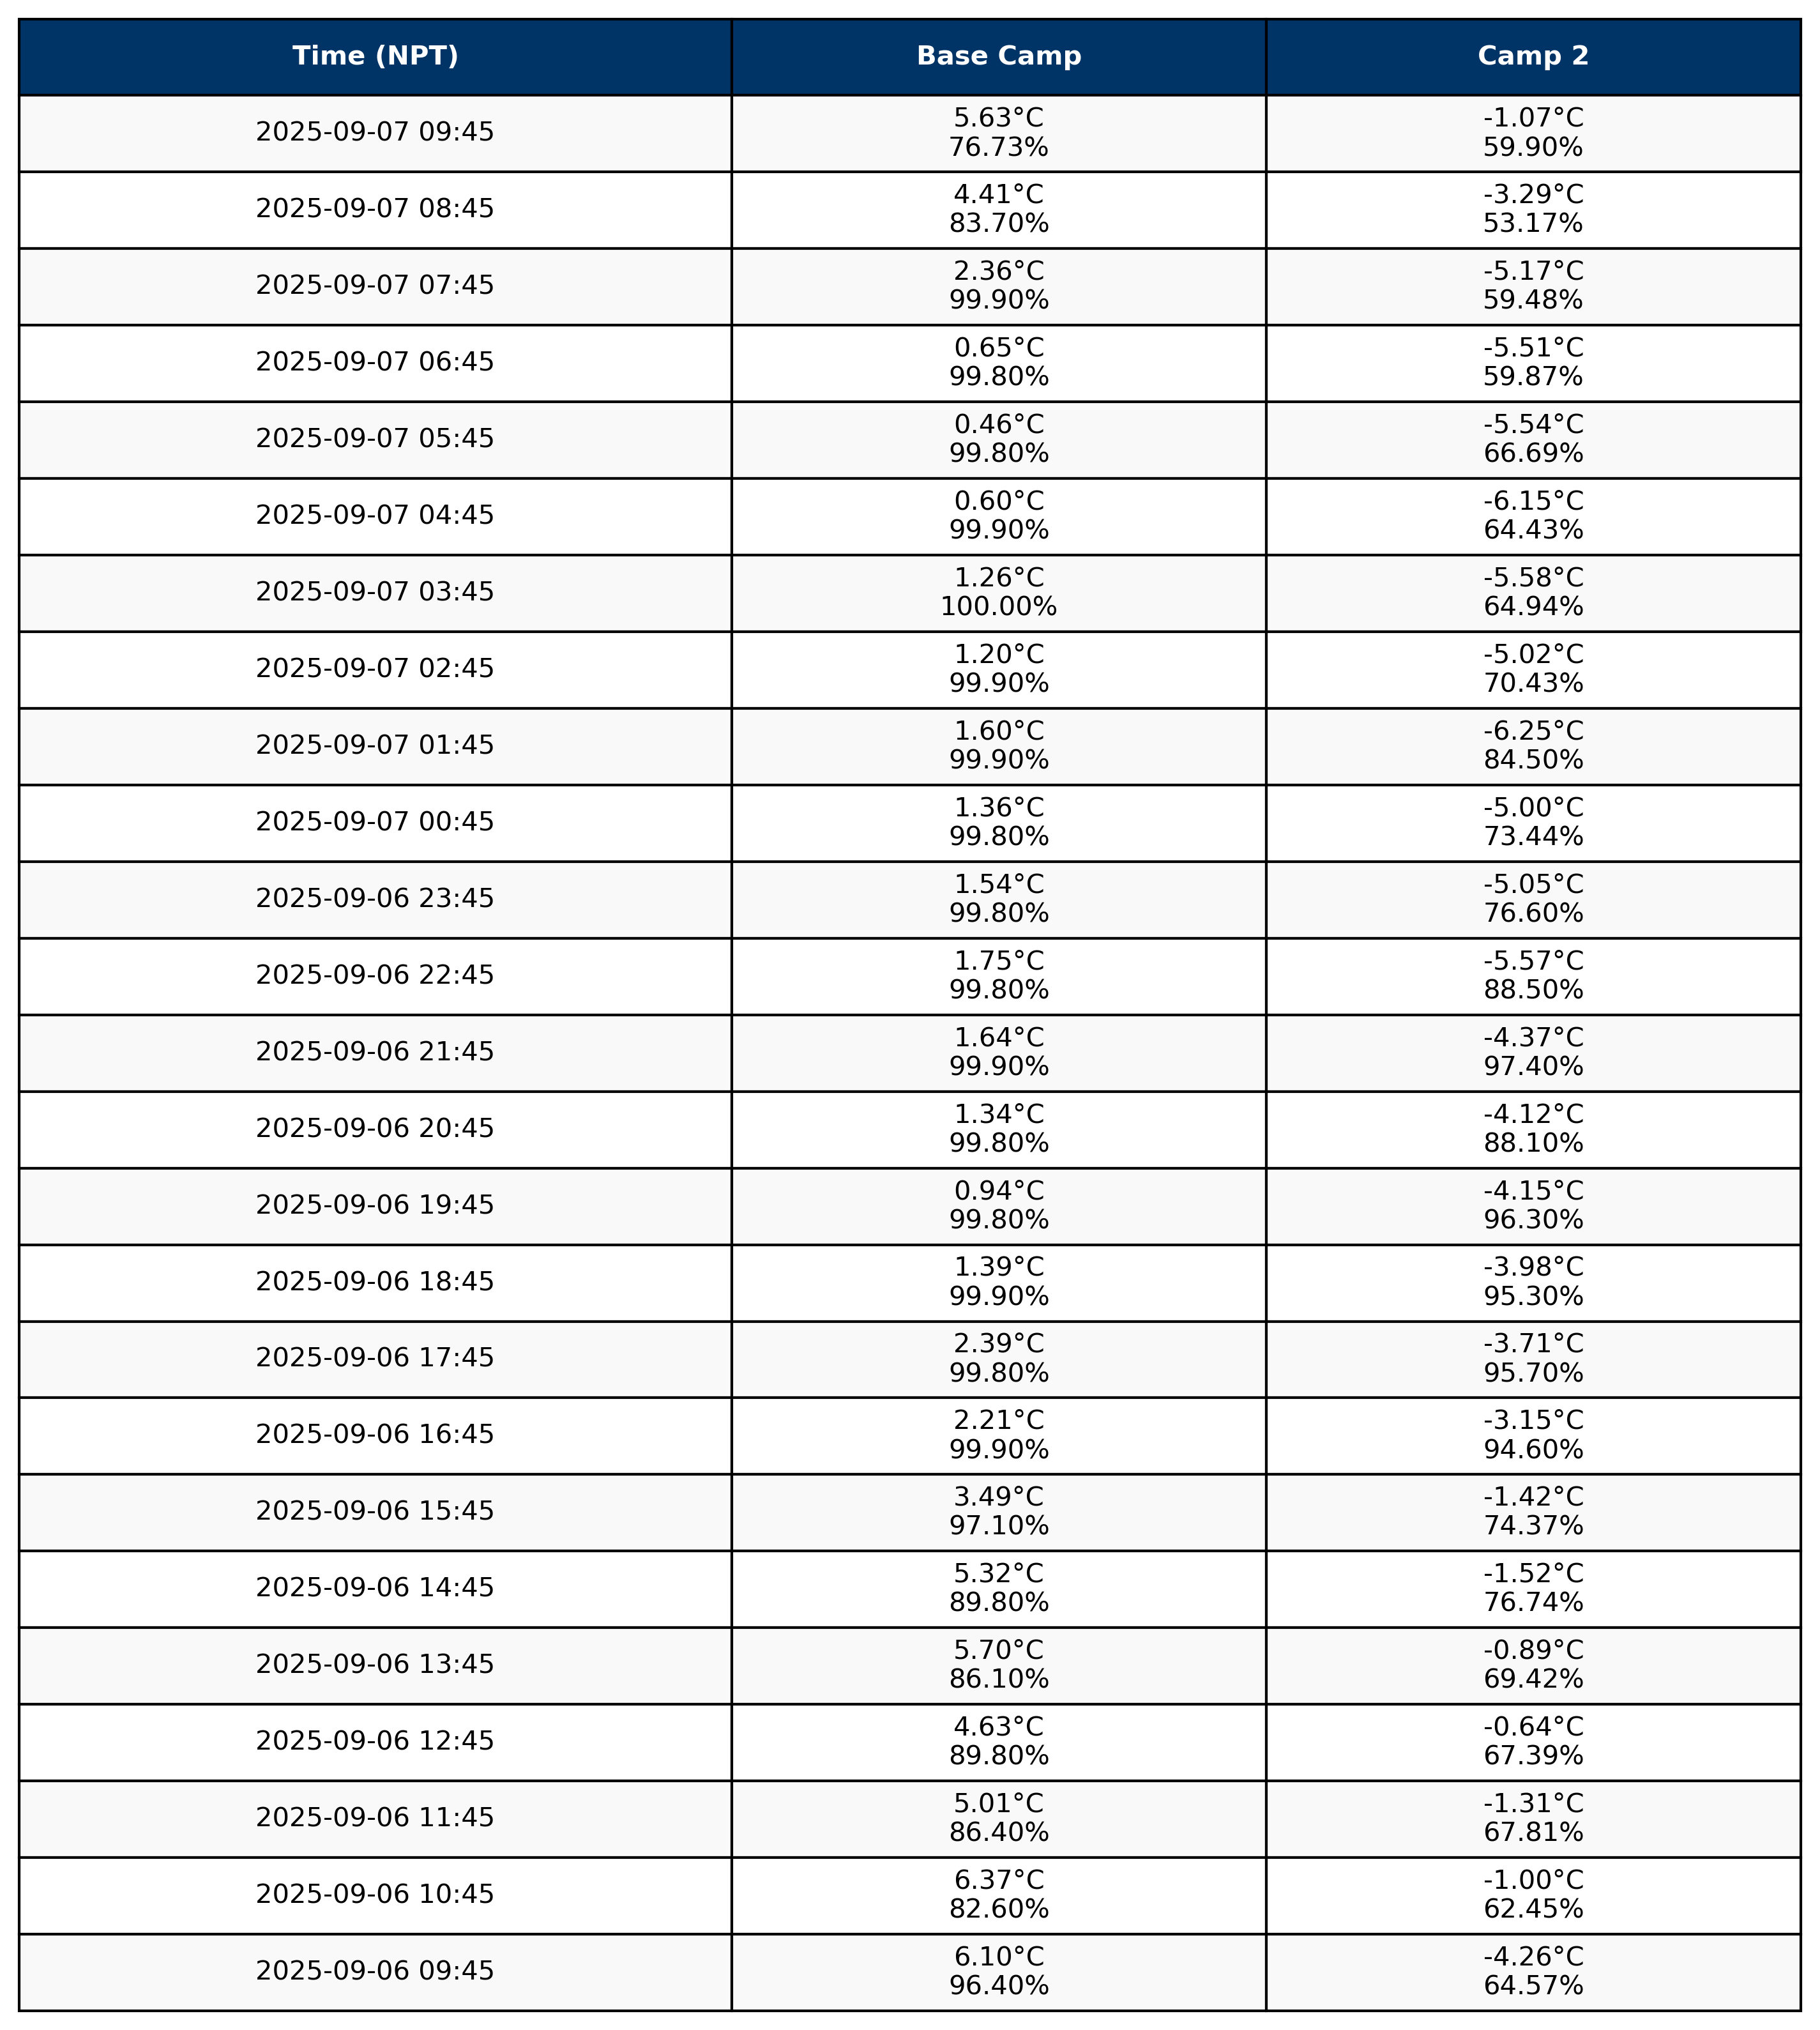 Time (NPT) Base Camp Camp 2
2025-09-07 09:45 5.63°C -1.07°C
76.73% 59.90%
2025-09-07 08:45 4.41°C -3.29°C
83.70% 53.17%
2025-09-07 07:45 2.36°C -5.17°C
99.90% 59.48%
2025-09-07 06:45 0.65°C -5.51°C
99.80% 59.87%
2025-09-07 05:45 0.46°C -5.54°C
99.80% 66.69%
2025-09-07 04:45 0.60°C -6.15°C
99.90% 64.43%
2025-09-07 03:45 1.26°C -5.58°C
100.00% 64.94%
2025-09-07 02:45 1.20°C -5.02°C
99.90% 70.43%
2025-09-07 01:45 1.60°C -6.25°C
99.90% 84.50%
2025-09-07 00:45 1.36°C -5.00°C
99.80% 73.44%
2025-09-06 23:45 1.54°C -5.05°C
99.80% 76.60%
2025-09-06 22:45 1.75°C -5.57°C
99.80% 88.50%
2025-09-06 21:45 1.64°C -4.37°C
99.90% 97.40%
2025-09-06 20:45 1.34°C -4.12°C
99.80% 88.10%
2025-09-06 19:45 0.94°C -4.15°C
99.80% 96.30%
2025-09-06 18:45 1.39°C -3.98°C
99.90% 95.30%
2025-09-06 17:45 2.39°C -3.71°C
99.80% 95.70%
2025-09-06 16:45 2.21°C -3.15°C
99.90% 94.60%
2025-09-06 15:45 3.49°C -1.42°C
97.10% 74.37%
2025-09-06 14:45 5.32°C -1.52°C
89.80% 76.74%
2025-09-06 13:45 5.70°C -0.89°C
86.10% 69.42%
2025-09-06 12:45 4.63°C -0.64°C
89.80% 67.39%
2025-09-06 11:45 5.01°C -1.31°C
86.40% 67.81%
2025-09-06 10:45 6.37°C -1.00°C
82.60% 62.45%
2025-09-06 09:45 6.10°C -4.26°C
96.40% 64.57%